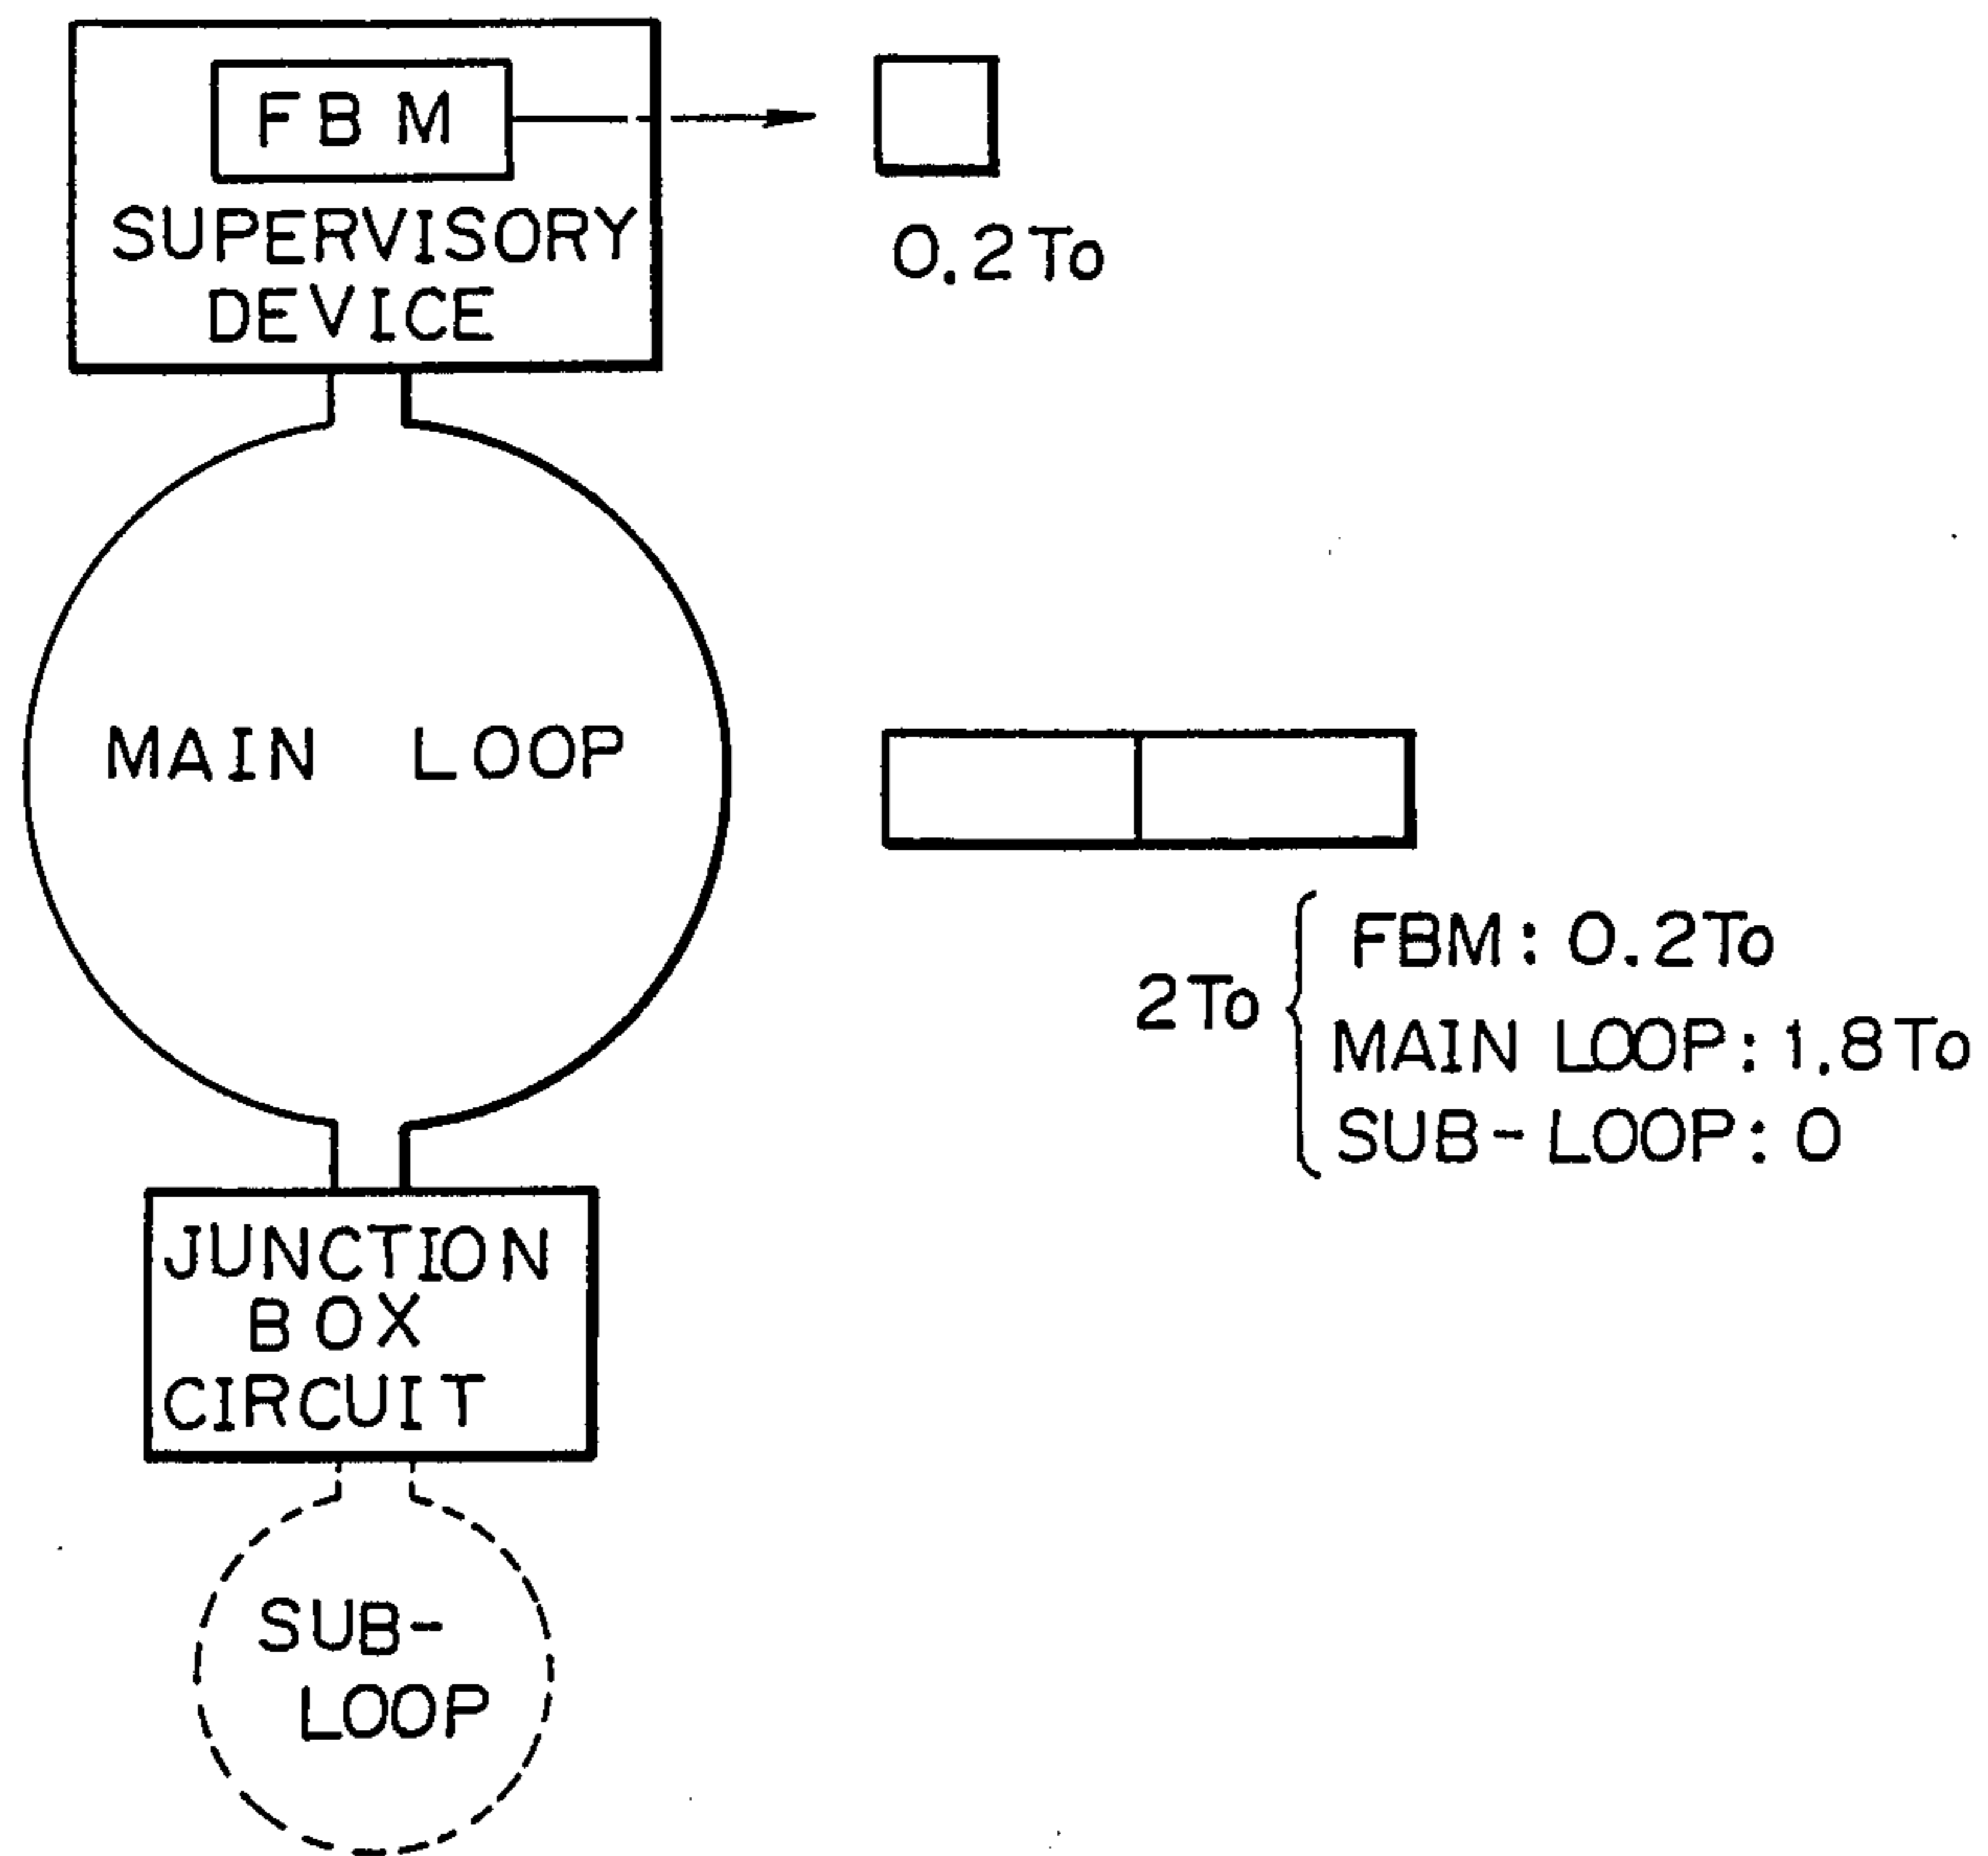 FBM
SUPERVISORY
DEVICE
0.2To
MAIN LOOP
2To
FBM: 0.2To
MAIN LOOP: 1.8To
SUB-LOOP: 0
JUNCTION
BOX
CIRCUIT
SUB-
LOOP